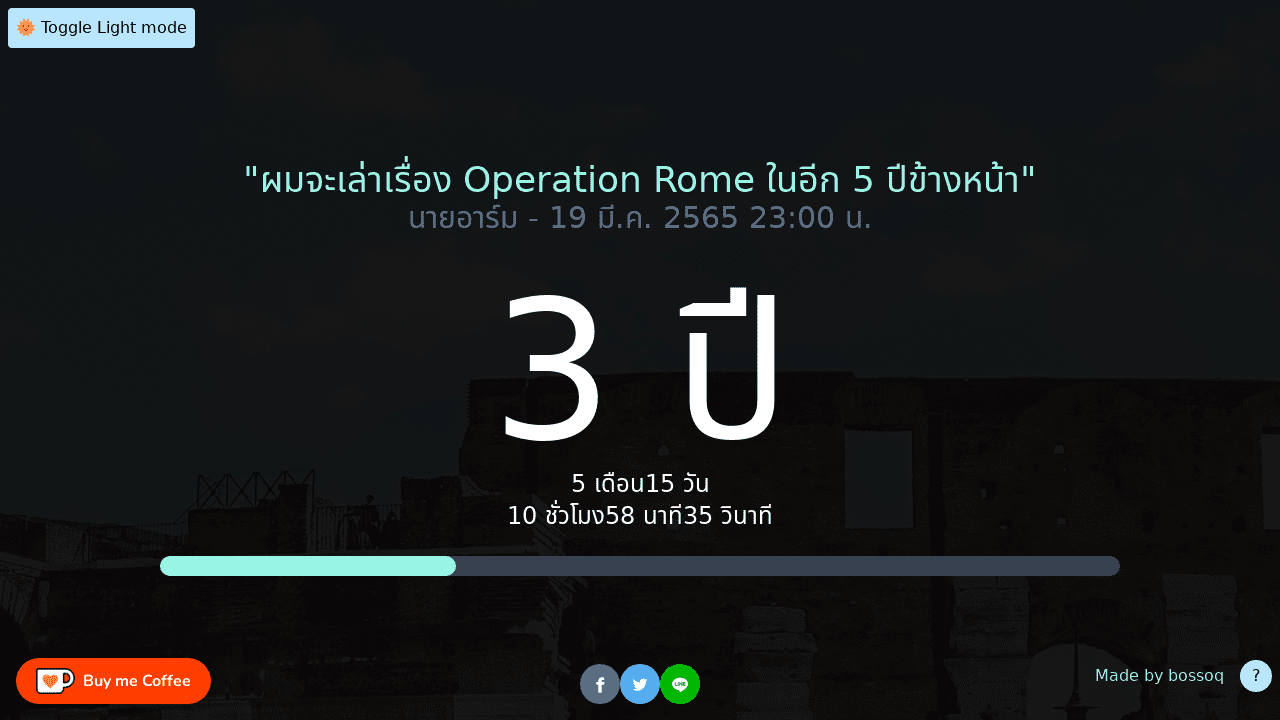 Toggle Light mode
"ผมจะเล่าเรื่อง Operation Rome ในอีก 5 ปีข้างหน้า"
นายอาร์ม - 19 มี.ค. 2565 23:00 น.
3 ปี
5 เดือน15 วัน
10 ชั่วโมง58 นาที35 วินาที
Buy me Coffee
LINE
Made by bossoq
?